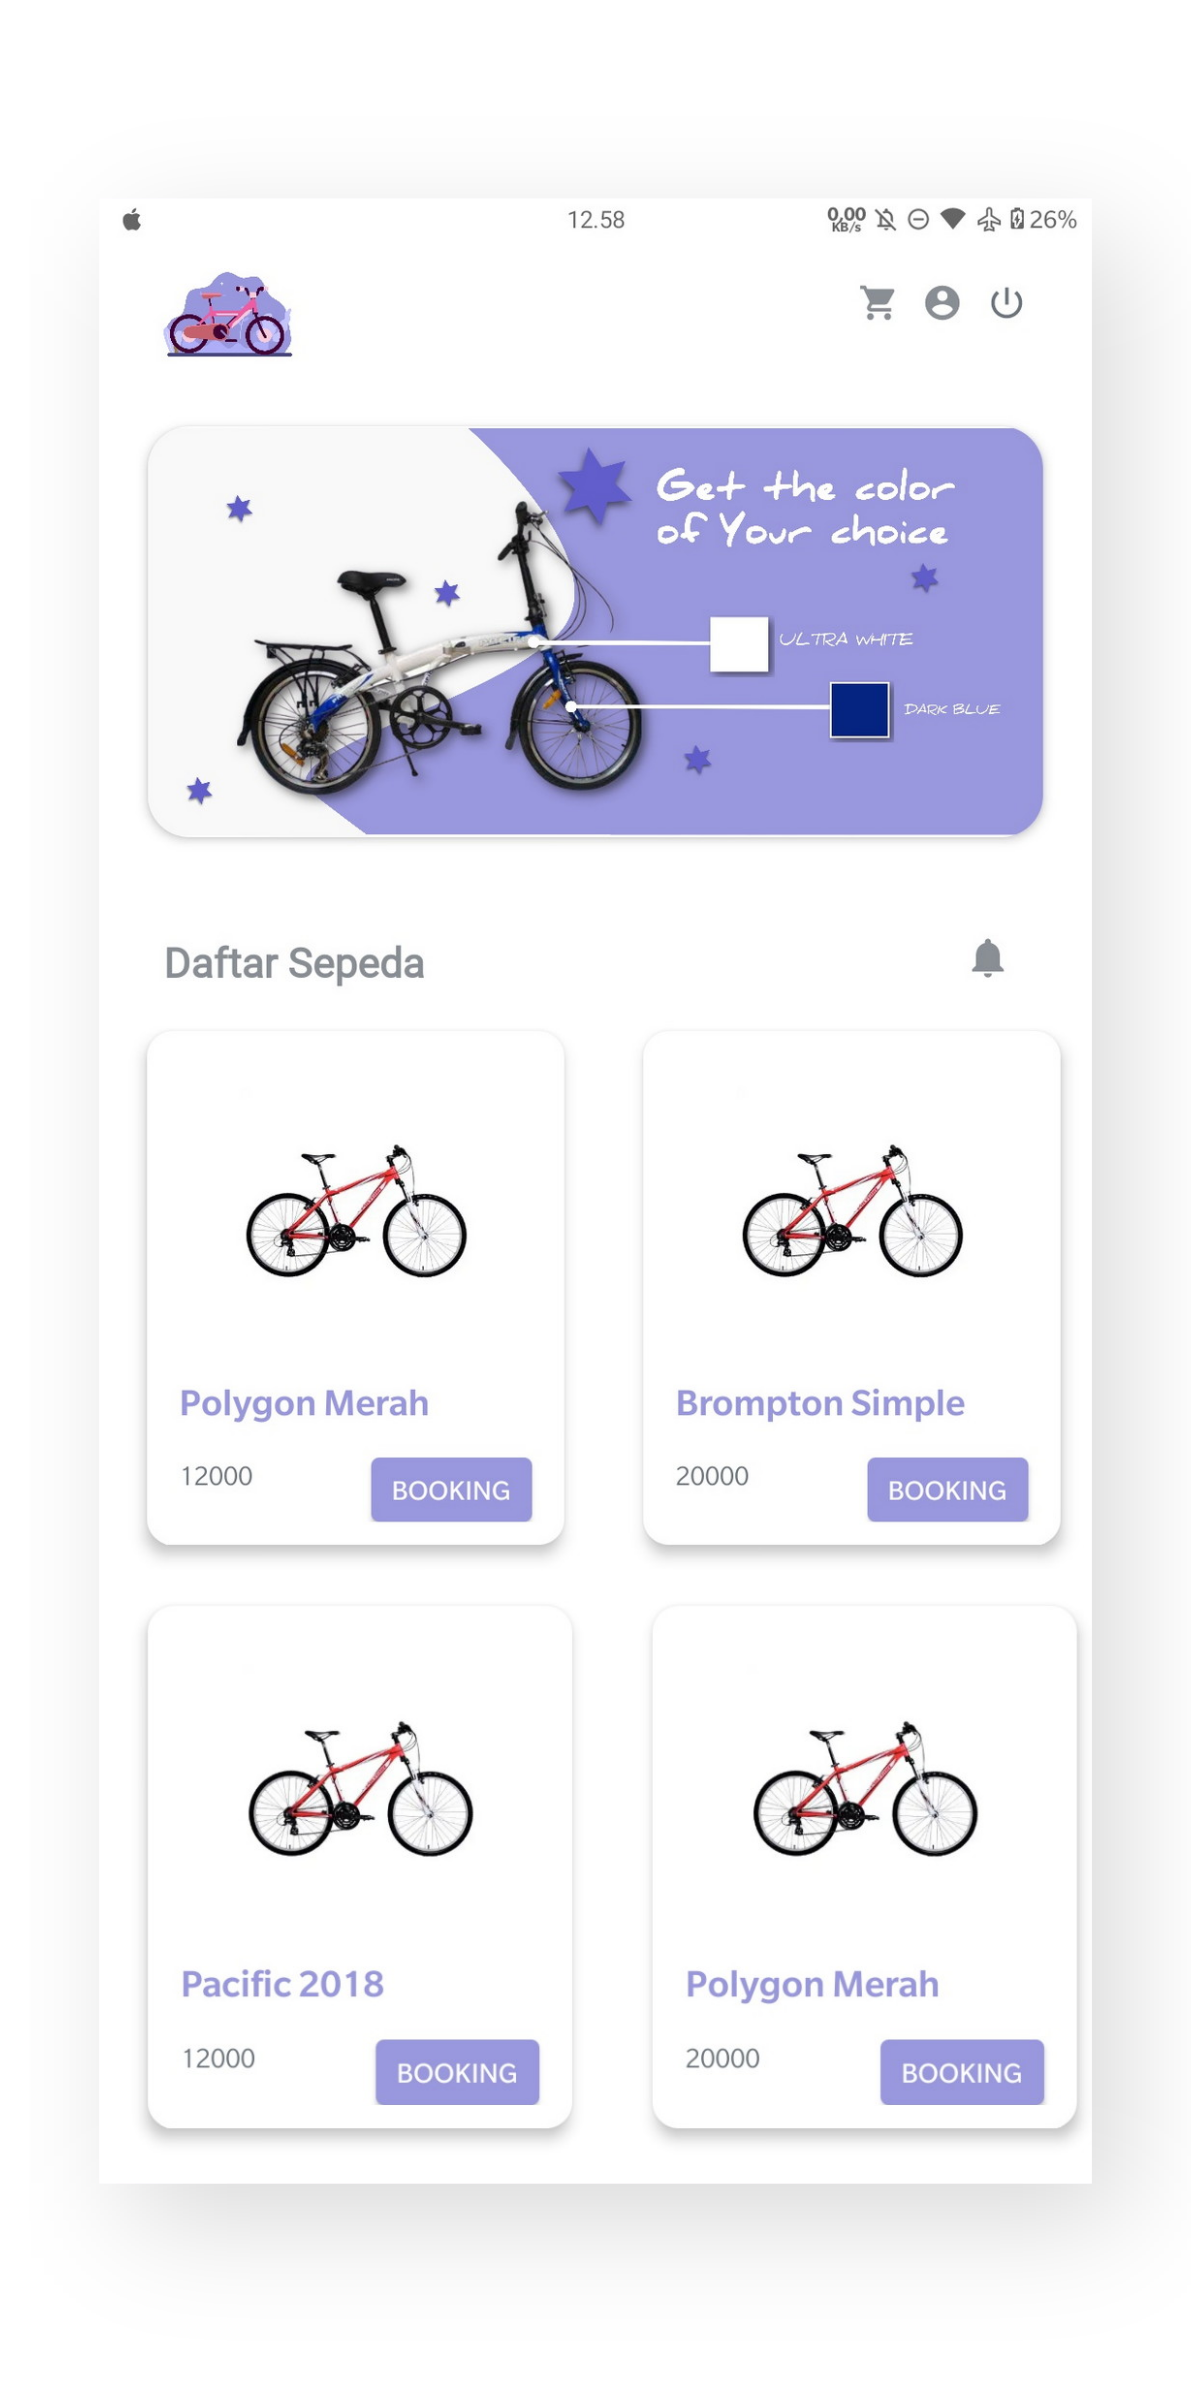 12.58
0,00
KB/s
26%
Get the color
of Your choice
ULTRA WHITE
DARK BLUE
Daftar Sepeda
Polygon Merah
12000
BOOKING
Brompton Simple
20000
BOOKING
Pacific 2018
12000
BOOKING
Polygon Merah
20000
BOOKING